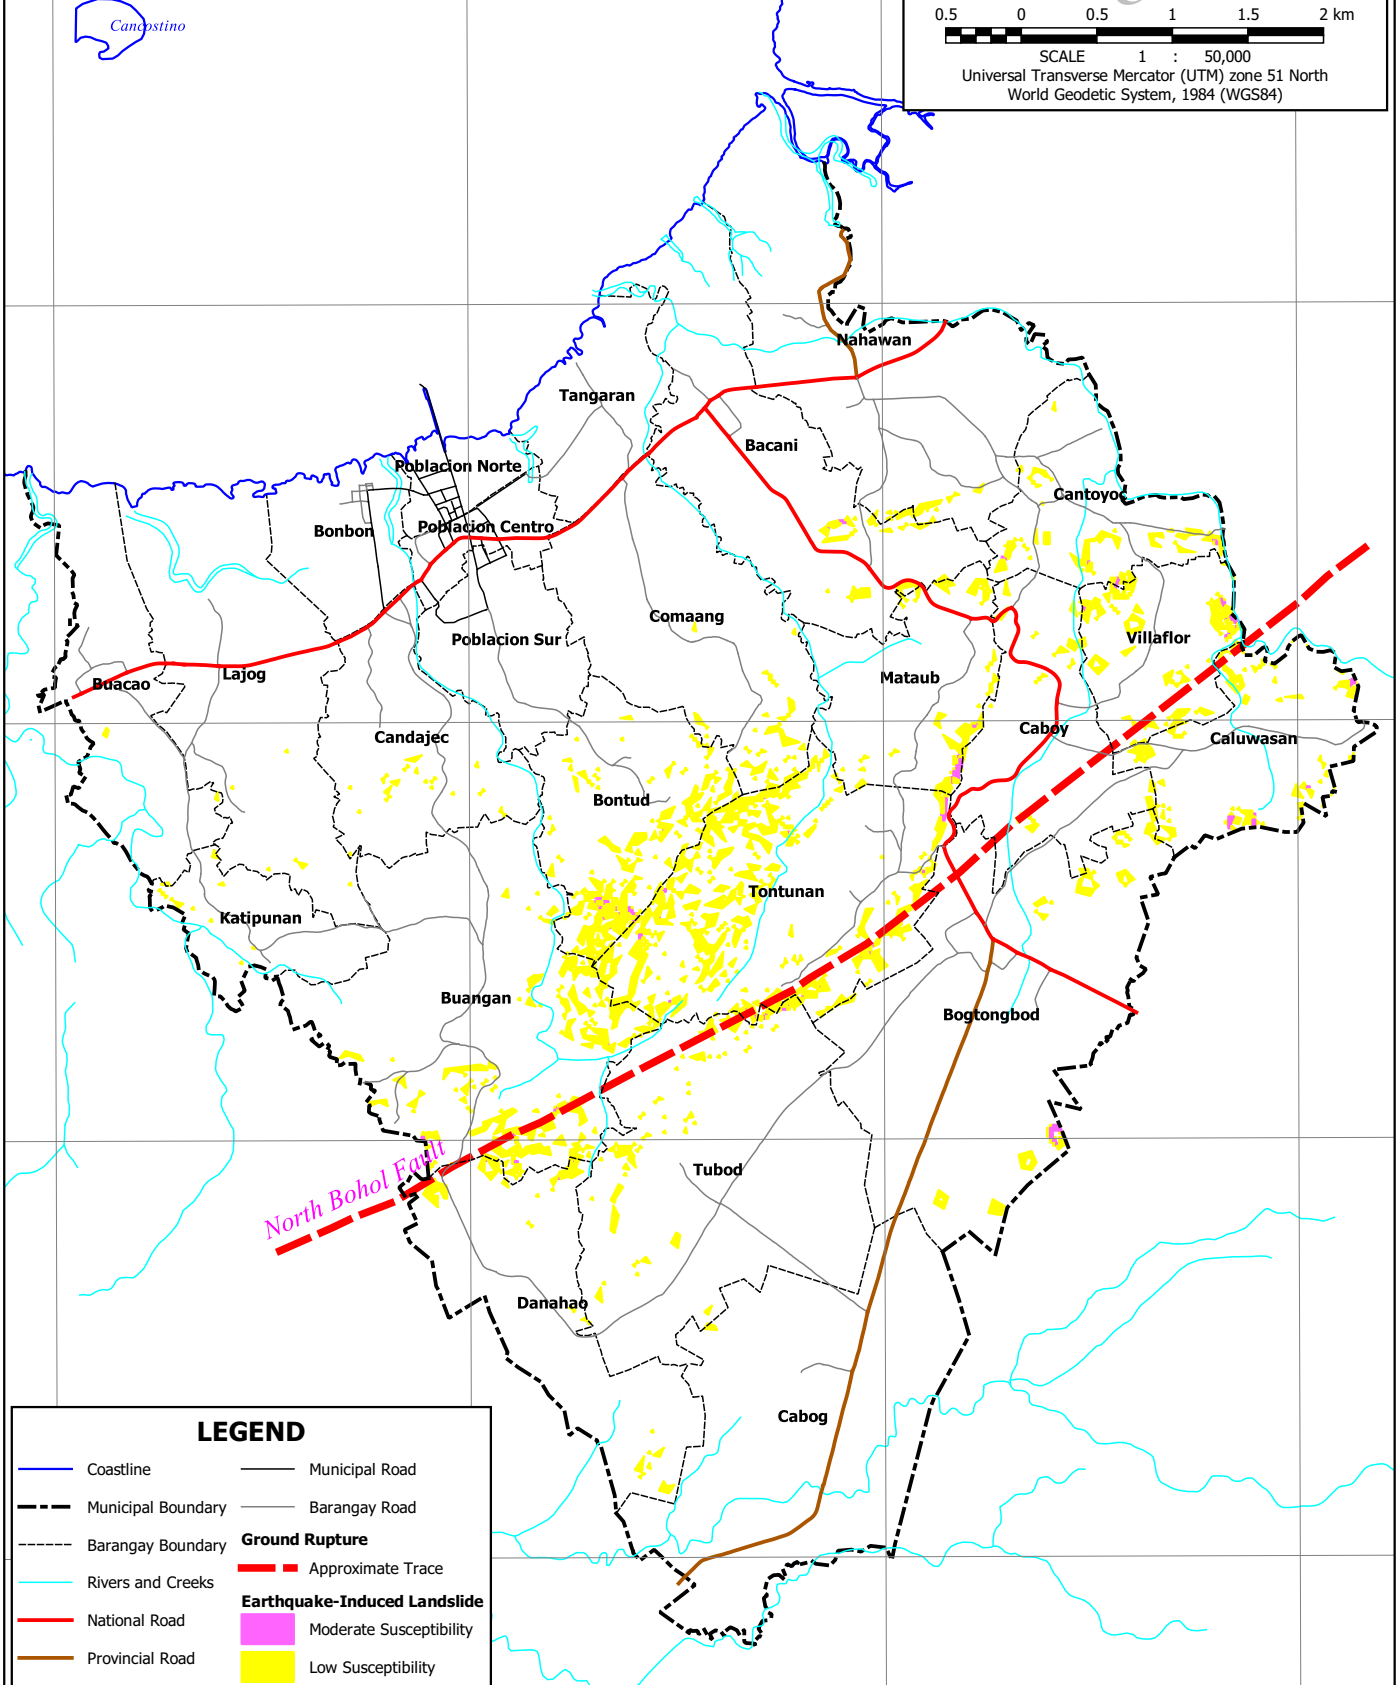 Cancostino
0.5 0 0.5 1 1.5 2 km
SCALE 1 : 50,000
Universal Transverse Mercator (UTM) zone 51 North
World Geodetic System, 1984 (WGS84)
Nahawan
Tangaran
Bacani
Poblacion Norte
Cantoyoc
Poblacion Centro
Bonbon
Comaang
Poblacion Sur
Villaflor
Lajog
Mataub
Buacao
Caboy
Candajec
Caluwasan
Bontud
Tontunan
Katipunan
Buangan
Bogtongbod
North Bohol Fault
Tubod
Danahao
Cabog
LEGEND
Coastline
Municipal Boundary
Barangay Boundary
Rivers and Creeks
National Road
Provincial Road
Municipal Road
Barangay Road
Ground Rupture
Approximate Trace
Earthquake-Induced Landslide
Moderate Susceptibility
Low Susceptibility